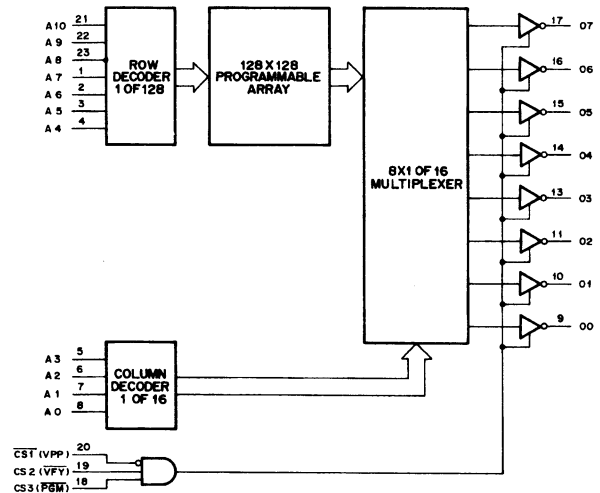 A10 21
A9 22
A8 23
A7 1
A6 2
A5 3
A4 4
ROW
DECODER
1 OF 128
128 X 128
PROGRAMMABLE
ARRAY
8X1 OF 16
MULTIPLEXER
17 O7
16 O6
15 O5
14 O4
13 O3
11 O2
10 O1
9 O0
A3 5
A2 6
A1 7
A0 8
COLUMN
DECODER
1 OF 16
C̅S̅1̅ (VPP) 20
CS2 (V̅F̅Y̅) 19
CS3 (P̅G̅M̅) 18